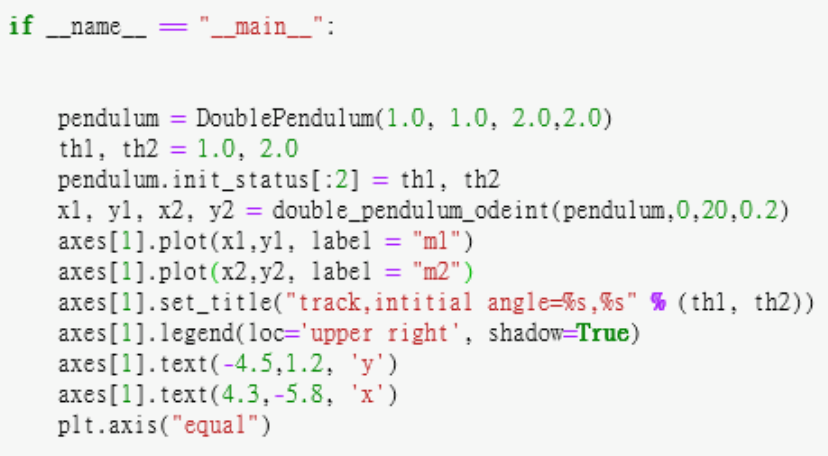 if __name__ == "__main__":
pendulum = DoublePendulum(1.0, 1.0, 2.0,2.0)
th1, th2 = 1.0, 2.0
pendulum.init_status[:2] = th1, th2
x1, y1, x2, y2 = double_pendulum_odeint(pendulum,0,20,0.2)
axes[1].plot(x1,y1, label = "m1")
axes[1].plot(x2,y2, label = "m2")
axes[1].set_title("track,intitial angle=%s,%s" % (th1, th2))
axes[1].legend(loc='upper right', shadow=True)
axes[1].text(-4.5,1.2, 'y')
axes[1].text(4.3,-5.8, 'x')
plt.axis("equal")